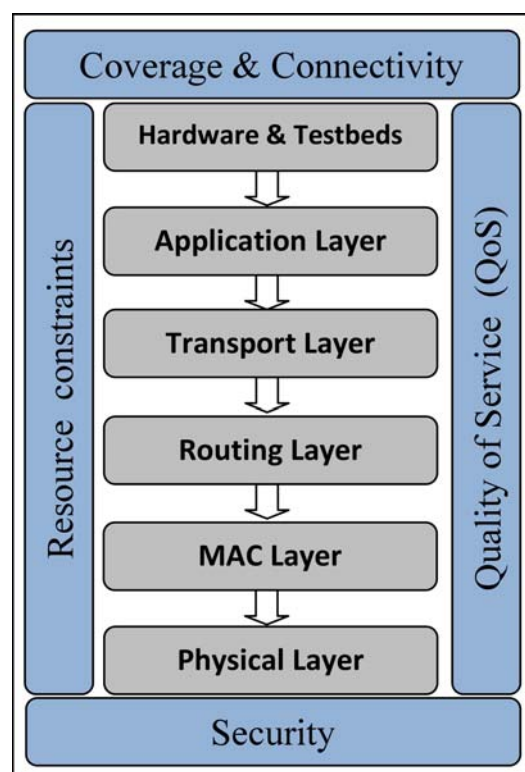 Coverage & Connectivity
Resource constraints
Hardware & Testbeds
Application Layer
Transport Layer
Routing Layer
MAC Layer
Physical Layer
Quality of Service (QoS)
Security